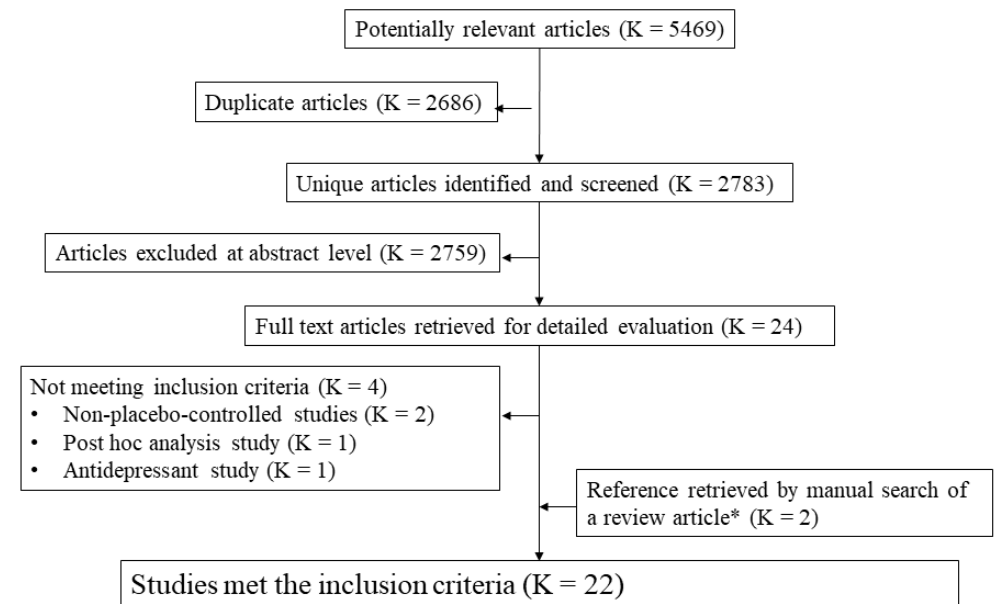 Potentially relevant articles (K = 5469)
Duplicate articles (K = 2686)
Unique articles identified and screened (K = 2783)
Articles excluded at abstract level (K = 2759)
Full text articles retrieved for detailed evaluation (K = 24)
Not meeting inclusion criteria (K = 4)
• Non-placebo-controlled studies (K = 2)
• Post hoc analysis study (K = 1)
• Antidepressant study (K = 1)
Reference retrieved by manual search of
a review article* (K = 2)
Studies met the inclusion criteria (K = 22)